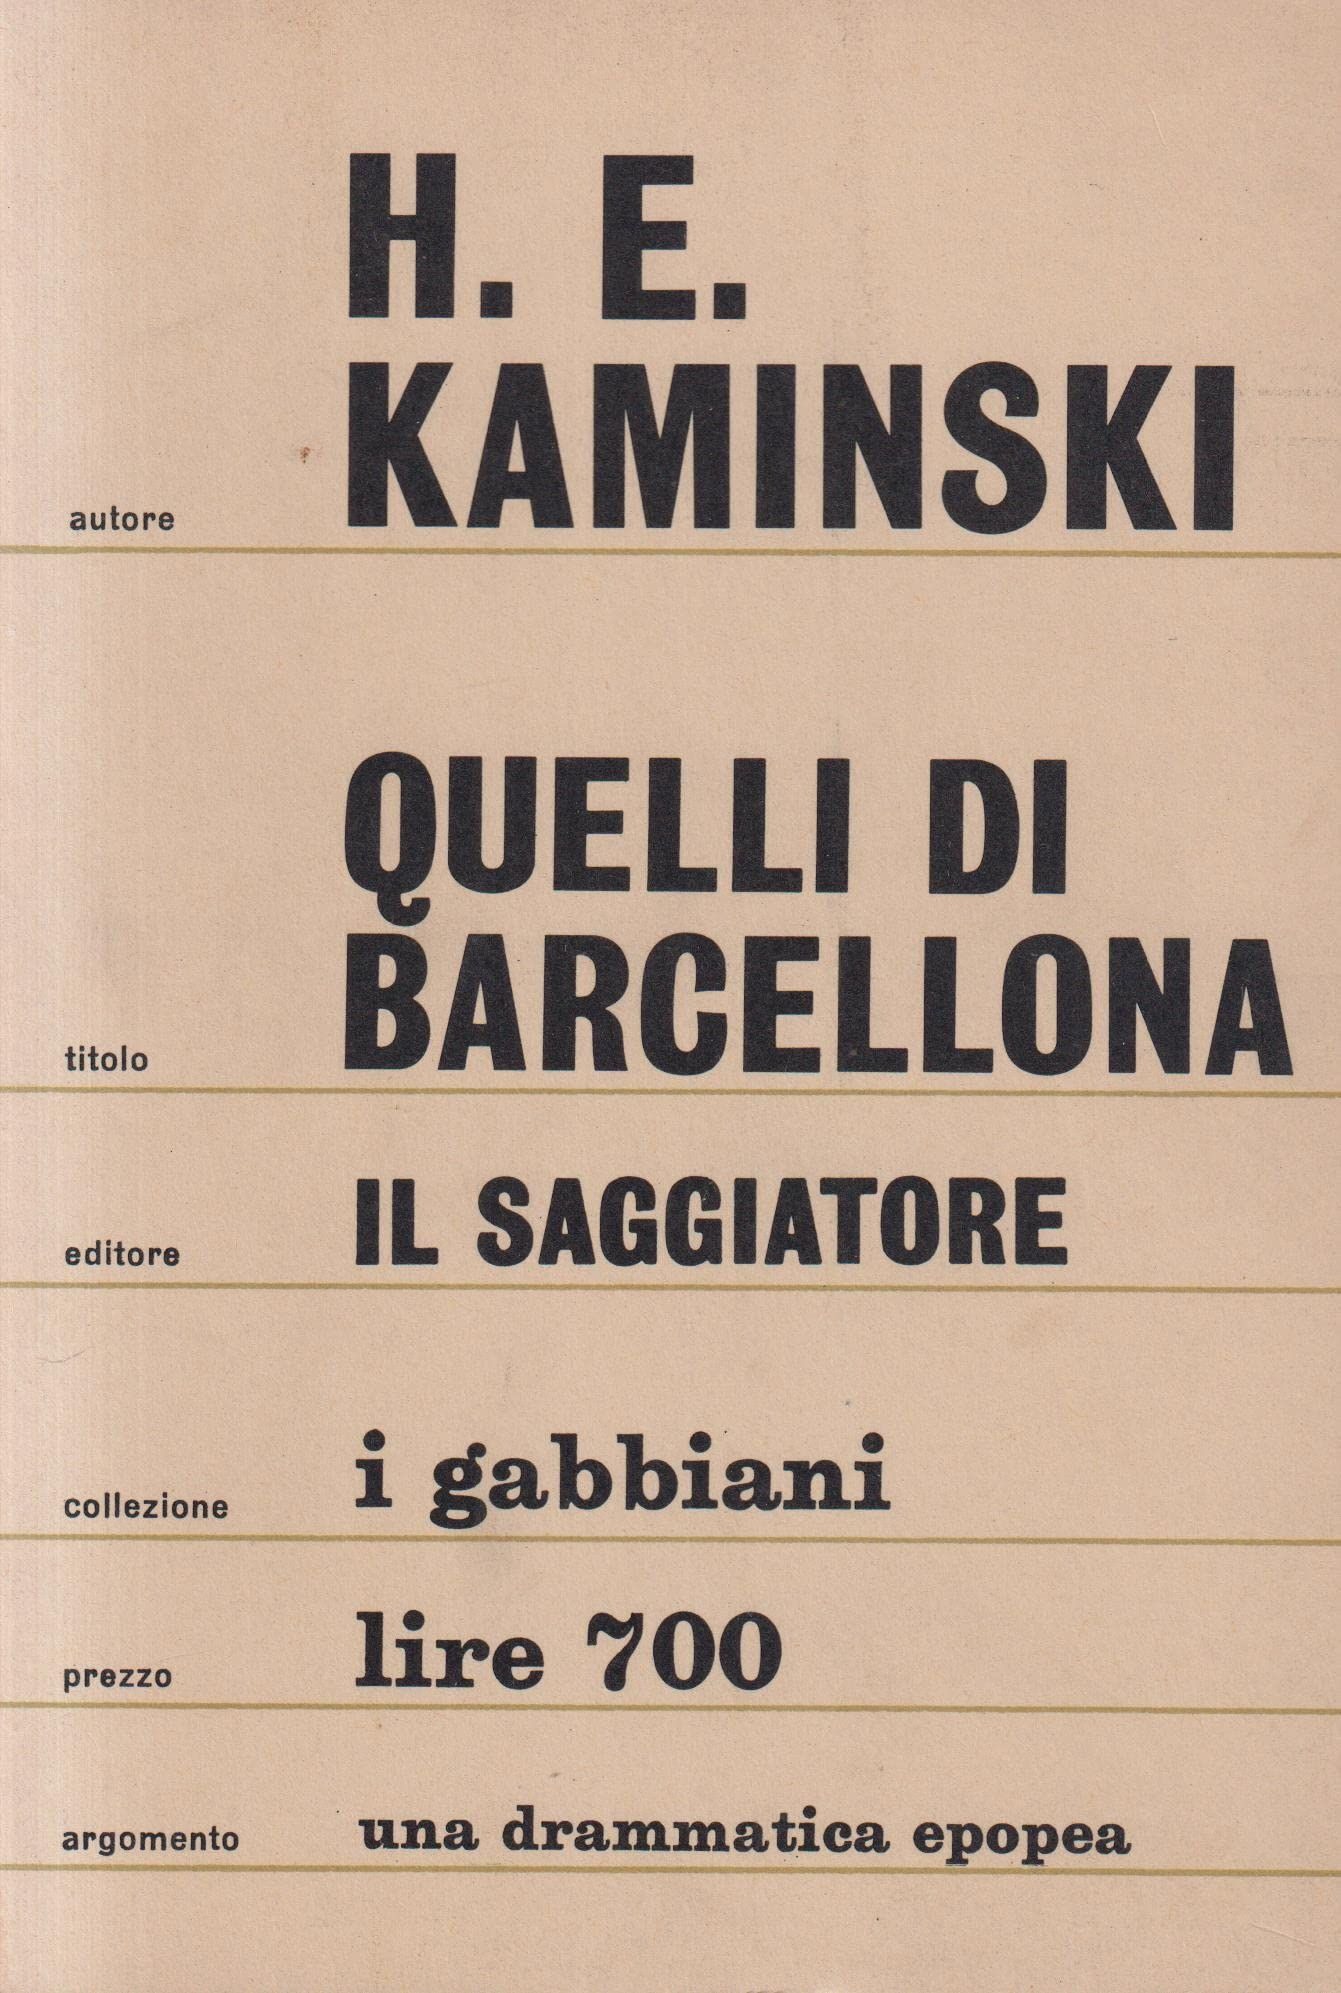 H. E.
KAMINSKI
autore
QUELLI DI
BARCELLONA
titolo
editore IL SAGGIATORE
collezione i gabbiani
prezzo lire 700
argomento una drammatica epopea